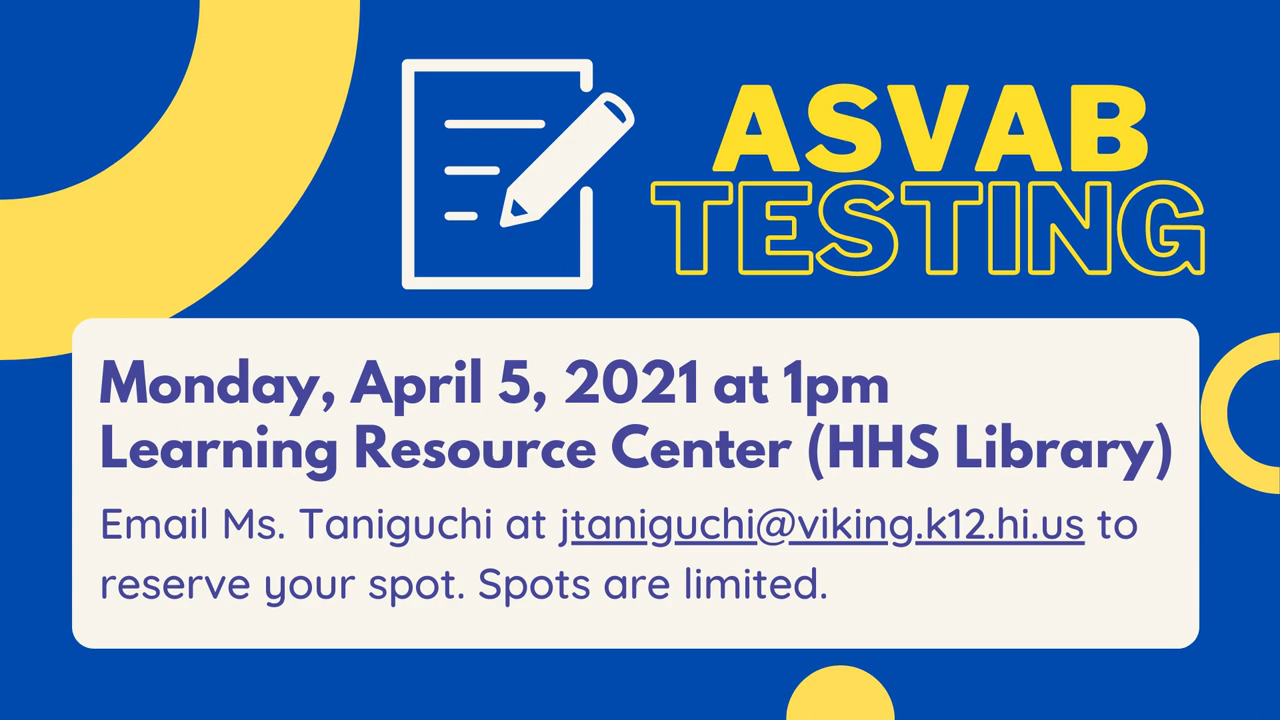 ASVAB
TESTING
Monday, April 5, 2021 at 1pm
Learning Resource Center (HHS Library)
Email Ms. Taniguchi at jtaniguchi@viking.k12.hi.us to
reserve your spot. Spots are limited.